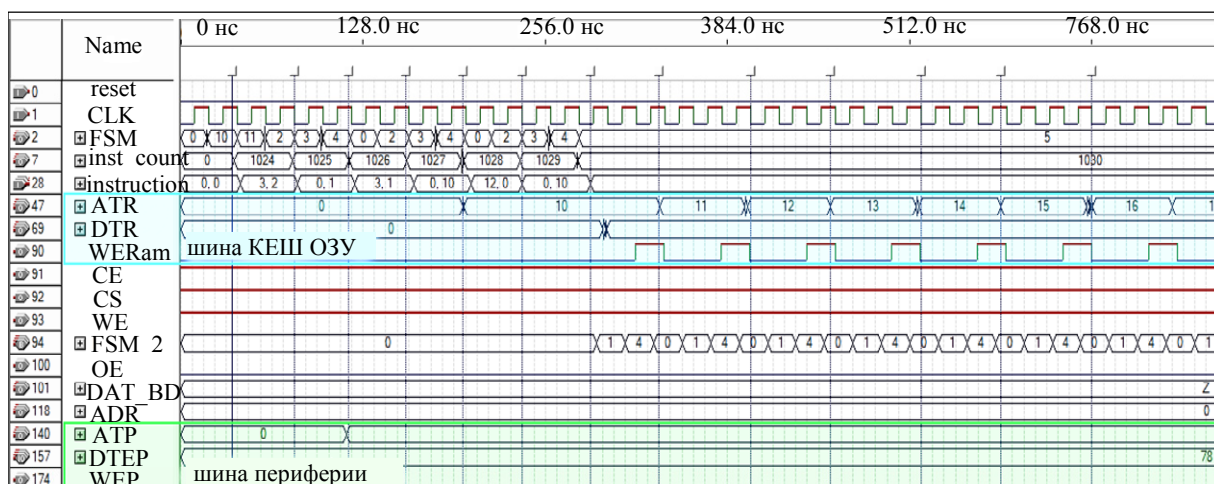 Name 0 нс 128.0 нс 256.0 нс 384.0 нс 512.0 нс 768.0 нс
0 reset
1 CLK
2 FSM 0 10 11 2 3 4 0 2 3 4 0 2 3 4 5
7 inst count 0 1024 1025 1026 1027 1028 1029 1030
28 instruction 0, 0 3, 2 0, 1 3, 1 0, 10 12, 0 0, 10
47 ATR 0 10 11 12 13 14 15 16 1
69 DTR 0
90 WERam шина КЕШ ОЗУ
91 CE
92 CS
93 WE
94 FSM 2 0 1 4 0 1 4 0 1 4 0 1 4 0 1 4 0 1 4 0 1 4 0 1
100 OE
101 DAT_BD Z
118 ADR 0
140 ATP 0
157 DTEP 78
174 WEP шина периферии